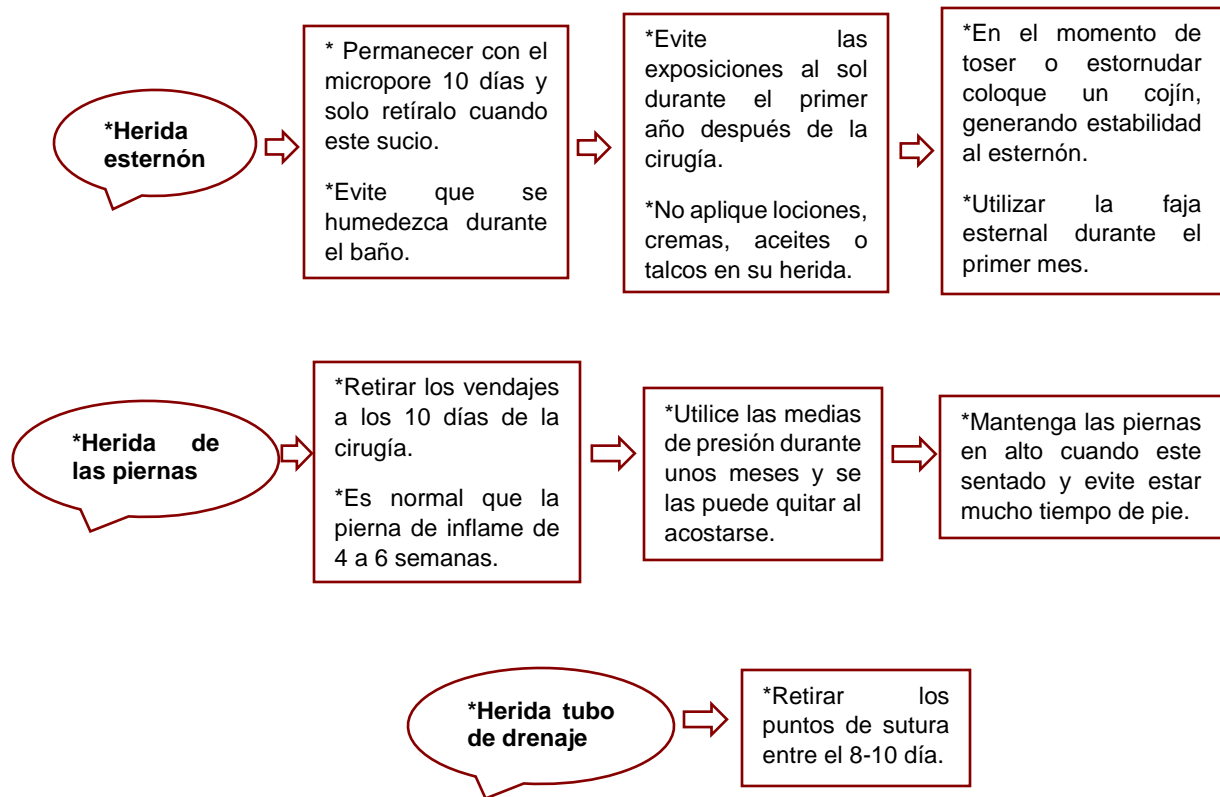 *Herida
esternón
* Permanecer con el
micropore 10 días y
solo retíralo cuando
este sucio.
*Evite que se
humedezca durante
el baño.
*Evite las
exposiciones al sol
durante el primer
año después de la
cirugía.
*No aplique lociones,
cremas, aceites o
talcos en su herida.
*En el momento de
toser o estornudar
coloque un cojín,
generando estabilidad
al esternón.
*Utilizar la faja
esternal durante el
primer mes.
*Herida de
las piernas
*Retirar los vendajes
a los 10 días de la
cirugía.
*Es normal que la
pierna de inflame de
4 a 6 semanas.
*Utilice las medias
de presión durante
unos meses y se
las puede quitar al
acostarse.
*Mantenga las piernas
en alto cuando este
sentado y evite estar
mucho tiempo de pie.
*Herida tubo
de drenaje
*Retirar los
puntos de sutura
entre el 8-10 día.